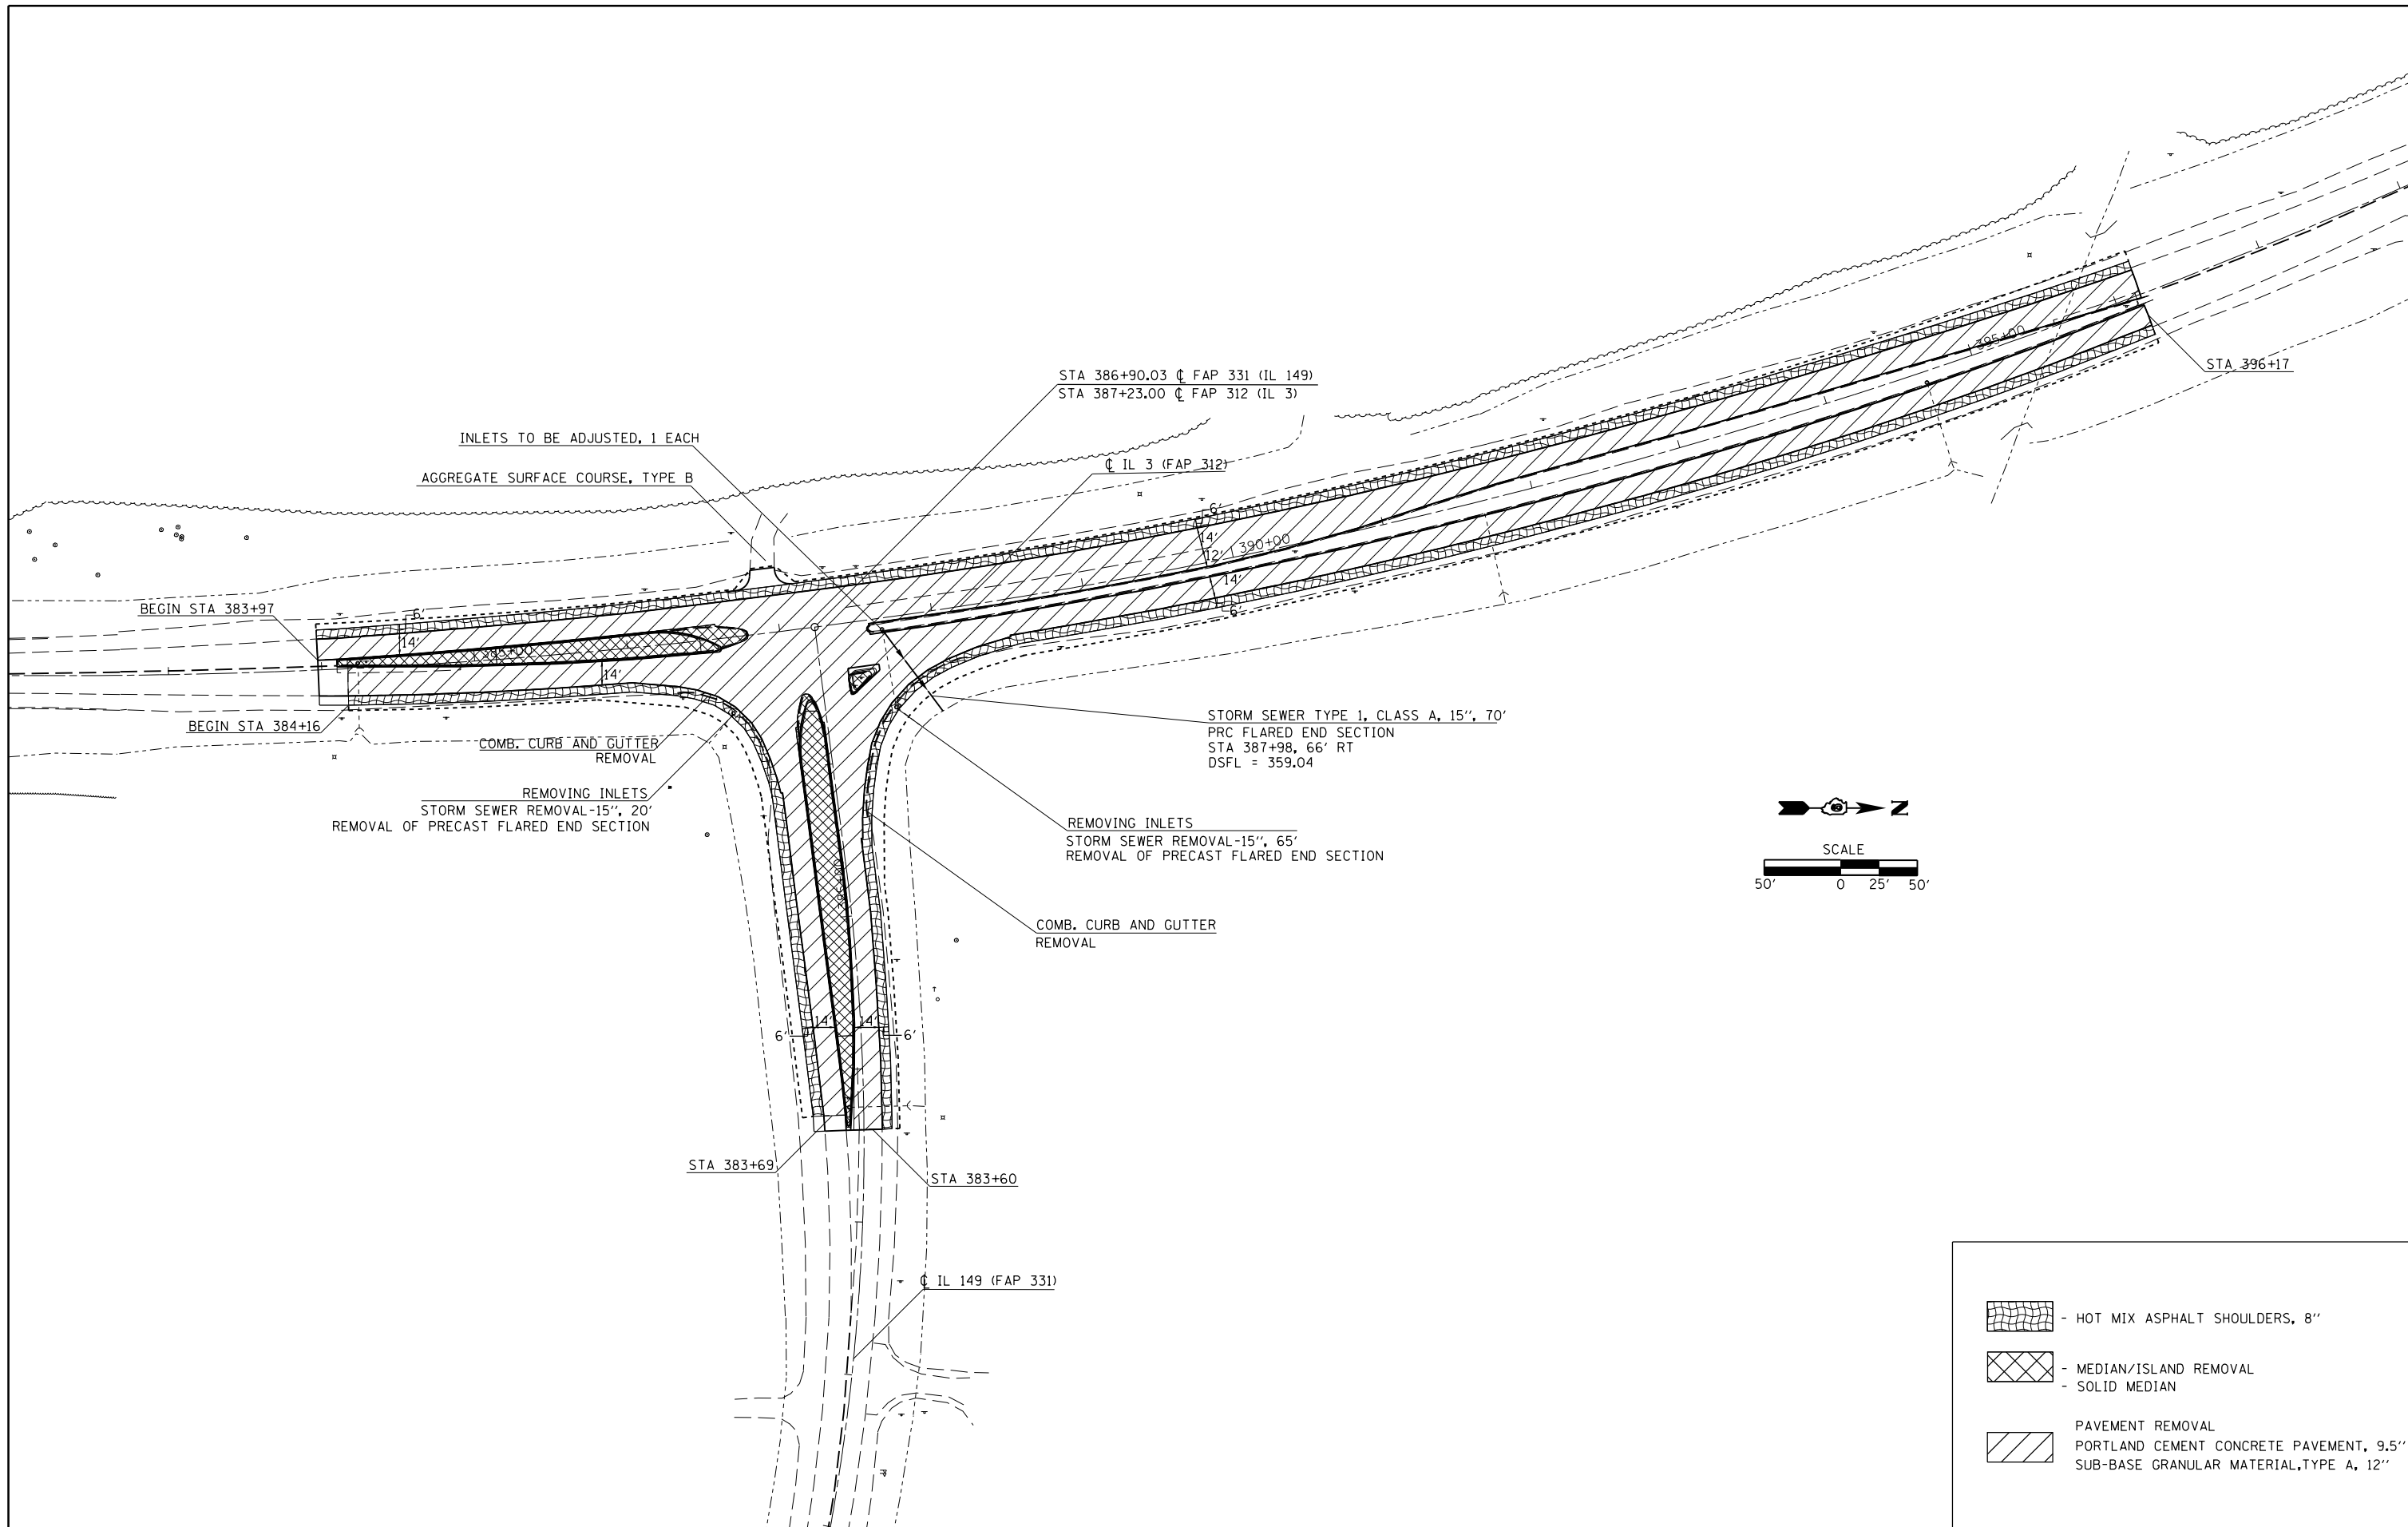 STA 386+90.03 ℄ FAP 331 (IL 149)
STA 387+23.00 ℄ FAP 312 (IL 3)
STA 396+17
395+00
INLETS TO BE ADJUSTED, 1 EACH
AGGREGATE SURFACE COURSE, TYPE B
℄ IL 3 (FAP 312)
6'
14'
12'
390+00
14'
6'
BEGIN STA 383+97
6'
14'
385+00
14'
BEGIN STA 384+16
COMB. CURB AND GUTTER
REMOVAL
REMOVING INLETS
STORM SEWER REMOVAL-15'', 20'
REMOVAL OF PRECAST FLARED END SECTION
STORM SEWER TYPE 1, CLASS A, 15'', 70'
PRC FLARED END SECTION
STA 387+98, 66' RT
DSFL = 359.04
REMOVING INLETS
STORM SEWER REMOVAL-15'', 65'
REMOVAL OF PRECAST FLARED END SECTION
COMB. CURB AND GUTTER
REMOVAL
N
SCALE
50' 0 25' 50'
6'
14'
14'
6'
STA 383+69
STA 383+60
℄ IL 149 (FAP 331)
- HOT MIX ASPHALT SHOULDERS, 8''
- MEDIAN/ISLAND REMOVAL
- SOLID MEDIAN
PAVEMENT REMOVAL
PORTLAND CEMENT CONCRETE PAVEMENT, 9.5''
SUB-BASE GRANULAR MATERIAL,TYPE A, 12''